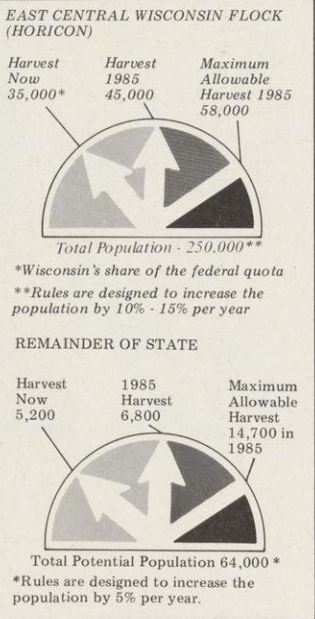 EAST CENTRAL WISCONSIN FLOCK
(HORICON)
Harvest
Now
35,000*
Harvest
1985
45,000
Maximum
Allowable
Harvest 1985
58,000
Total Population - 250.000**
*Wisconsin's share of the federal quota
**Rules are designed to increase the
population by 10% - 15% per year
REMAINDER OF STATE
Harvest
Now
5,200
1985
Harvest
6,800
Maximum
Allowable
Harvest
14,700 in
1985
Total Potential Population 64,000 *
*Rules are designed to increase the
population by 5% per year.